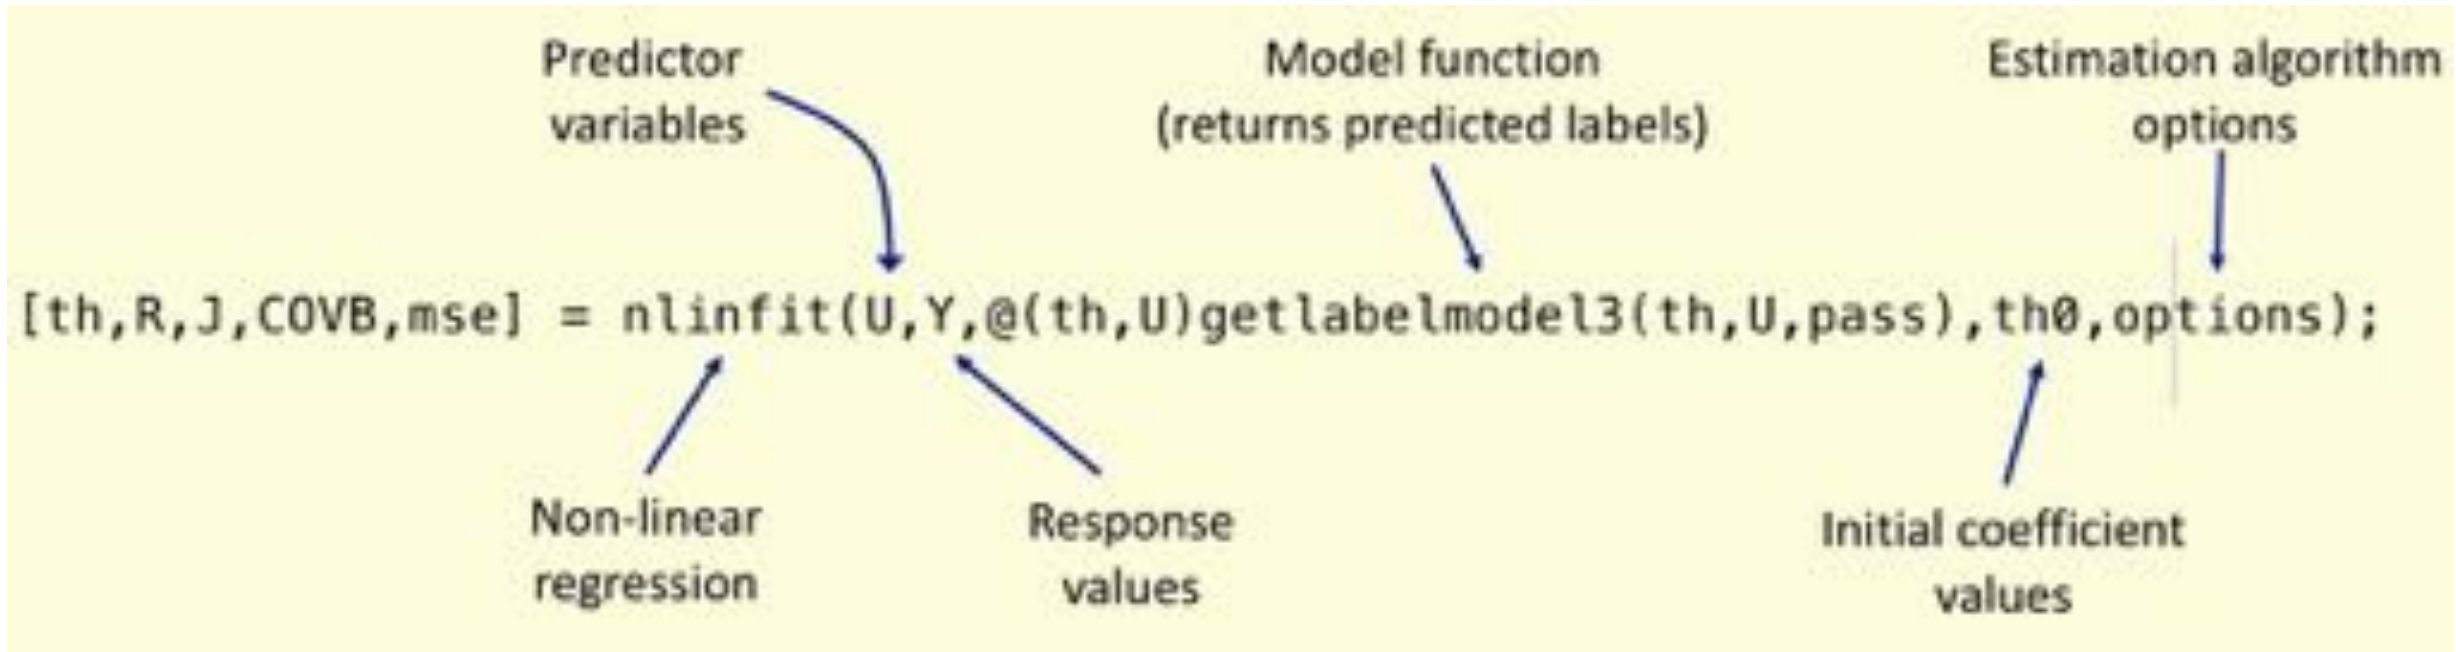 Predictor
variables
Model function
(returns predicted labels)
Estimation algorithm
options
[th,R,J,COVB,mse] = nlinfit(U,Y,@(th,U)getlabelmodel3(th,U,pass),th0,options);
Non-linear
regression
Response
values
Initial coefficient
values